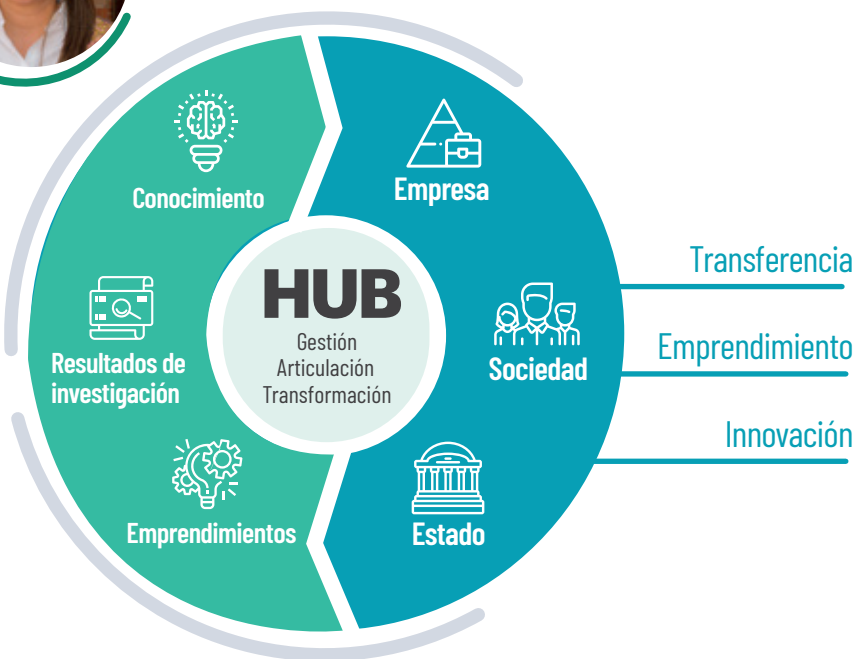 Conocimiento
Empresa
HUB
Gestión
Articulación
Transformación
Resultados de
investigación
Sociedad
Emprendimientos
Estado
Transferencia
Emprendimiento
Innovación